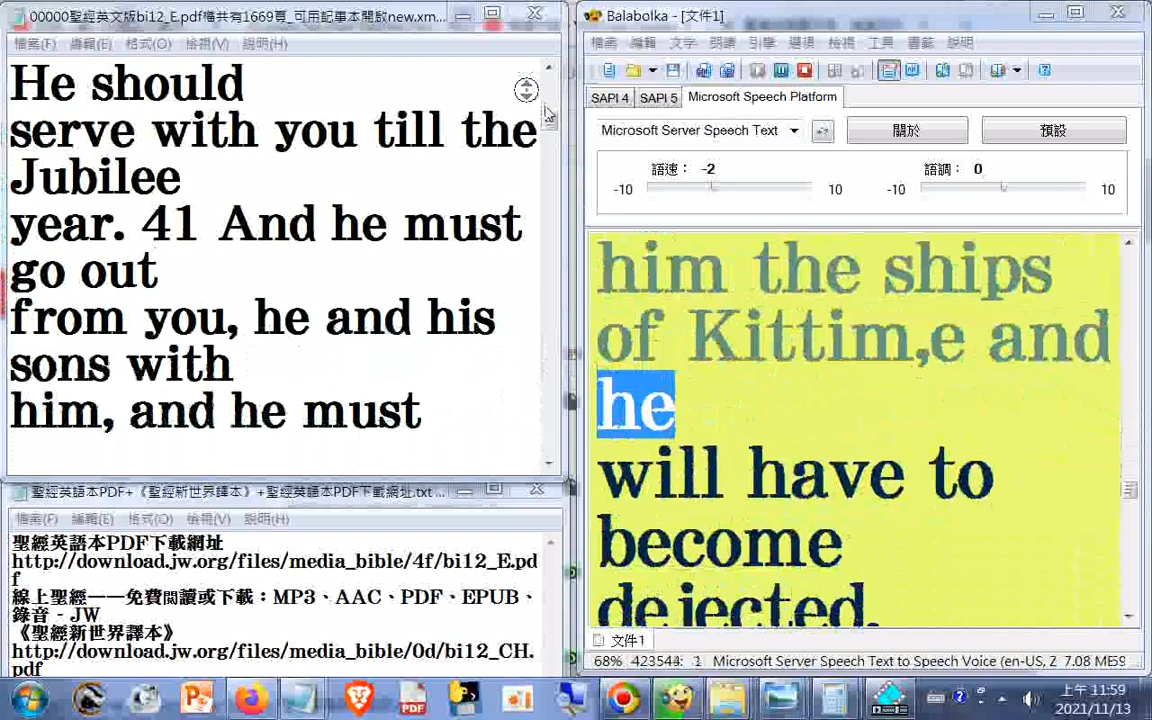 00000聖經英文版bi12_E.pdf檔共有1669頁_可用記事本開啟new.xm...
檔案(F) 編輯(E) 格式(O) 檢視(V) 說明(H)
He should
serve with you till the
Jubilee
year. 41 And he must
go out
from you, he and his
sons with
him, and he must
聖經英語本PDF+《聖經新世界譯本》+聖經英語本PDF下載網址.txt ...
檔案(F) 編輯(E) 格式(O) 檢視(V) 說明(H)
聖經英語本PDF下載網址
http://download.jw.org/files/media_bible/4f/bi12_E.pd
f
線上聖經——免費閱讀或下載：MP3、AAC、PDF、EPUB、
錄音 - JW
《聖經新世界譯本》
http://download.jw.org/files/media_bible/0d/bi12_CH.
pdf
Balabolka - [文件1]
檔案 編輯 文字 朗讀 引擎 選項 檢視 工具 書籤 說明
SAPI 4 SAPI 5 Microsoft Speech Platform
Microsoft Server Speech Text 關於 預設
語速： -2 語調： 0
-10 10 -10 10
him the ships
of Kittim,e and
he
will have to
become
dejected.
文件1
68% 423544: 1 Microsoft Server Speech Text to Speech Voice (en-US, Z 7.08 ME59
PDF
上午 11:59
2021/11/13